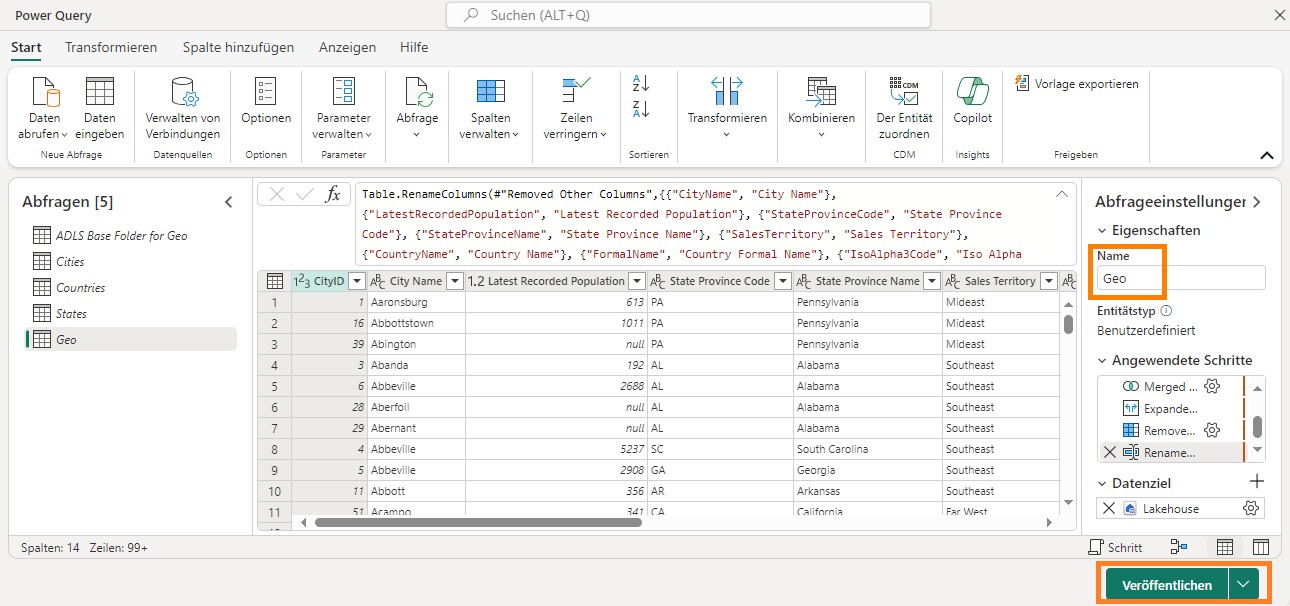 Power Query
Suchen (ALT+Q)
Start Transformieren Spalte hinzufügen Anzeigen Hilfe
Daten abrufen
Daten eingeben
Neue Abfrage
Verwalten von Verbindungen
Datenquellen
Optionen
Optionen
Parameter verwalten
Parameter
Abfrage
Spalten verwalten
Zeilen verringern
A
Z
Z
A
Sortieren
Transformieren
Kombinieren
CDM
Der Entität zuordnen
CDM
Copilot
Insights
Vorlage exportieren
Freigeben
Abfragen [5]
ADLS Base Folder for Geo
Cities
Countries
States
Geo
fx
Table.RenameColumns(#"Removed Other Columns",{{"CityName", "City Name"},
{"LatestRecordedPopulation", "Latest Recorded Population"}, {"StateProvinceCode", "State Province
Code"}, {"StateProvinceName", "State Province Name"}, {"SalesTerritory", "Sales Territory"},
{"CountryName", "Country Name"}, {"FormalName", "Country Formal Name"}, {"IsoAlpha3Code", "Iso Alpha
123 CityID ABC City Name 1.2 Latest Recorded Population ABC State Province Code ABC State Province Name ABC Sales Territory
1 1 Aaronsburg 613 PA Pennsylvania Mideast
2 16 Abbottstown 1011 PA Pennsylvania Mideast
3 39 Abington null PA Pennsylvania Mideast
4 3 Abanda 192 AL Alabama Southeast
5 6 Abbeville 2688 AL Alabama Southeast
6 28 Aberfoil null AL Alabama Southeast
7 29 Abernant null AL Alabama Southeast
8 4 Abbeville 5237 SC South Carolina Southeast
9 5 Abbeville 2908 GA Georgia Southeast
10 11 Abbott 356 AR Arkansas Southeast
11 51 Acampo 341 CA California Far West
Abfrageeinstellunger
Eigenschaften
Name
Geo
Entitätstyp
Benutzerdefiniert
Angewendete Schritte
Merged ...
Expande...
Remove...
Rename...
Datenziel
Lakehouse
Spalten: 14 Zeilen: 99+
Schritt
Veröffentlichen